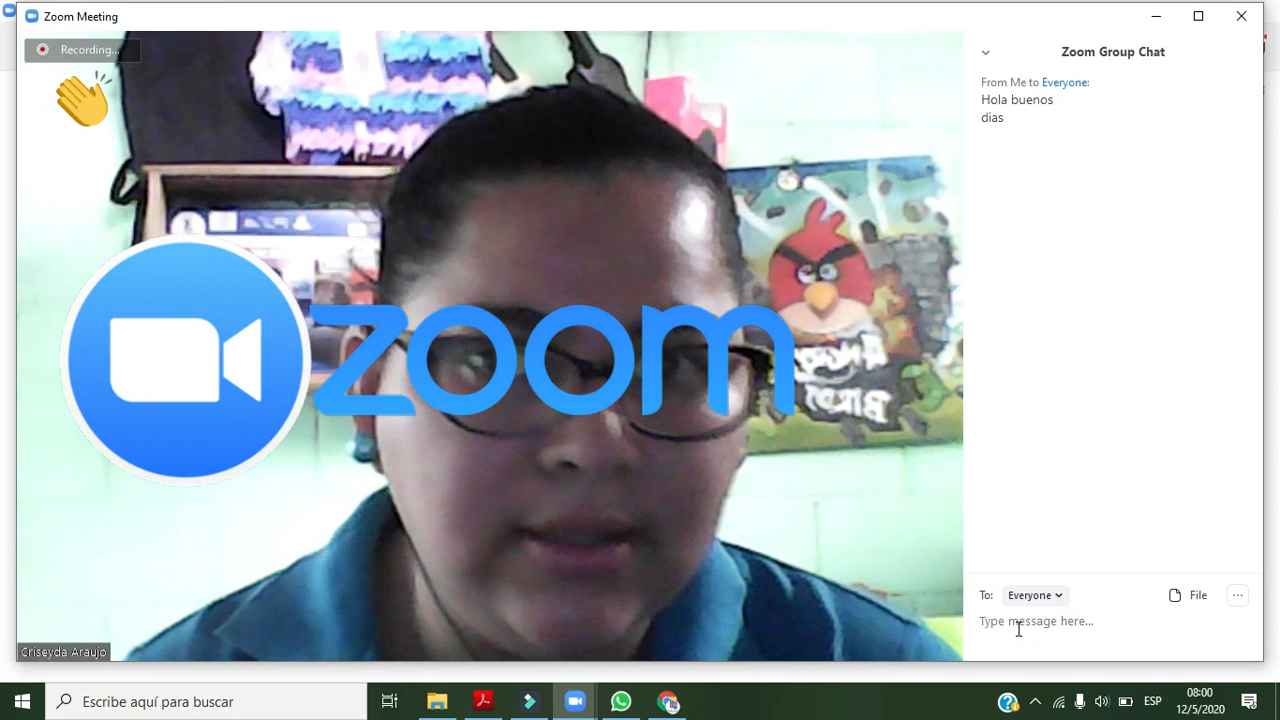 Zoom Meeting
Recording...
Zoom Group Chat
From Me to Everyone:
Hola buenos
dias
zoom
To: Everyone
File
Type message here...
Criseyda Araujo
Escribe aquí para buscar
ESP
08:00
12/5/2020